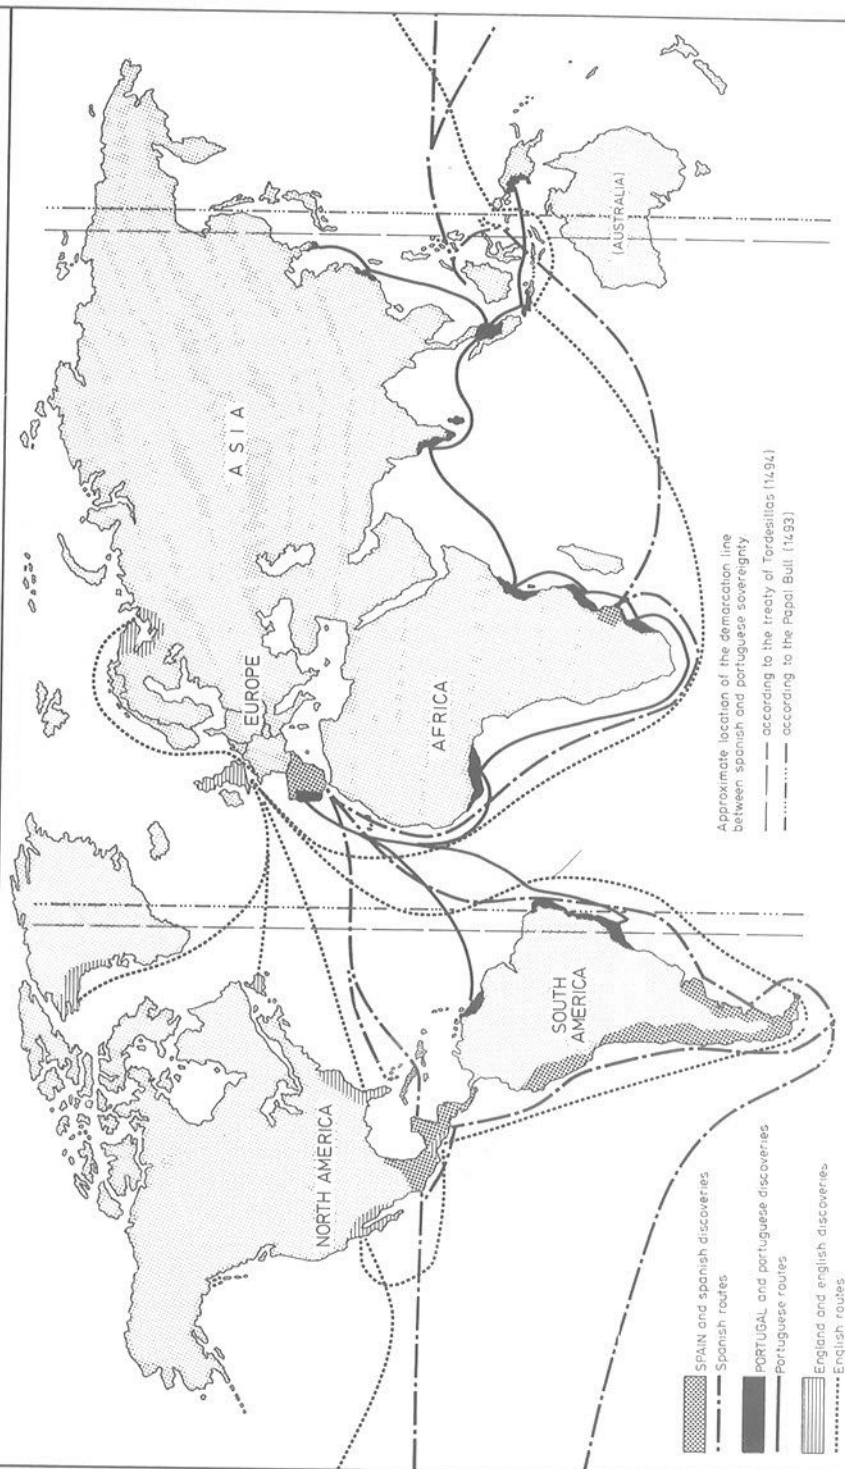 NORTH AMERICA
SOUTH
AMERICA
EUROPE
AFRICA
ASIA
(AUSTRALIA)
Approximate location of the demarcation line
between spanish and portuguese sovereignty
according to the treaty of Tordesillas (1494)
according to the Papal Bull (1493)
SPAIN and spanish discoveries
Spanish routes
PORTUGAL and portuguese discoveries
Portuguese routes
England and english discoveries
English routes